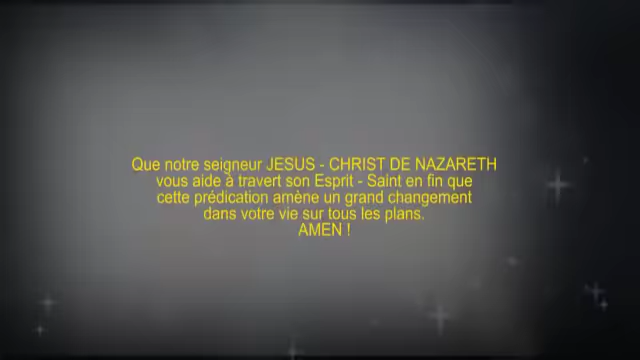 Que notre seigneur JESUS - CHRIST DE NAZARETH
vous aide à travert son Esprit - Saint en fin que
cette prédication amène un grand changement
dans votre vie sur tous les plans.
AMEN !